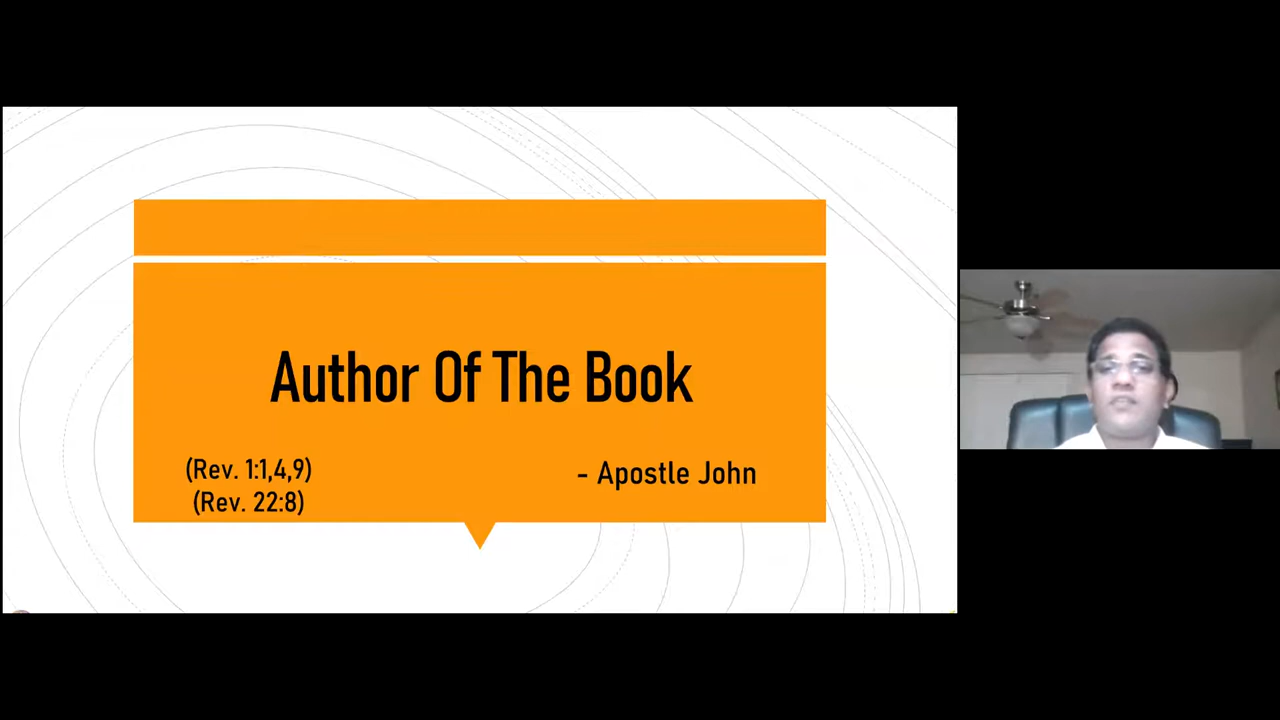 Author Of The Book
(Rev. 1:1,4,9)
(Rev. 22:8)
- Apostle John